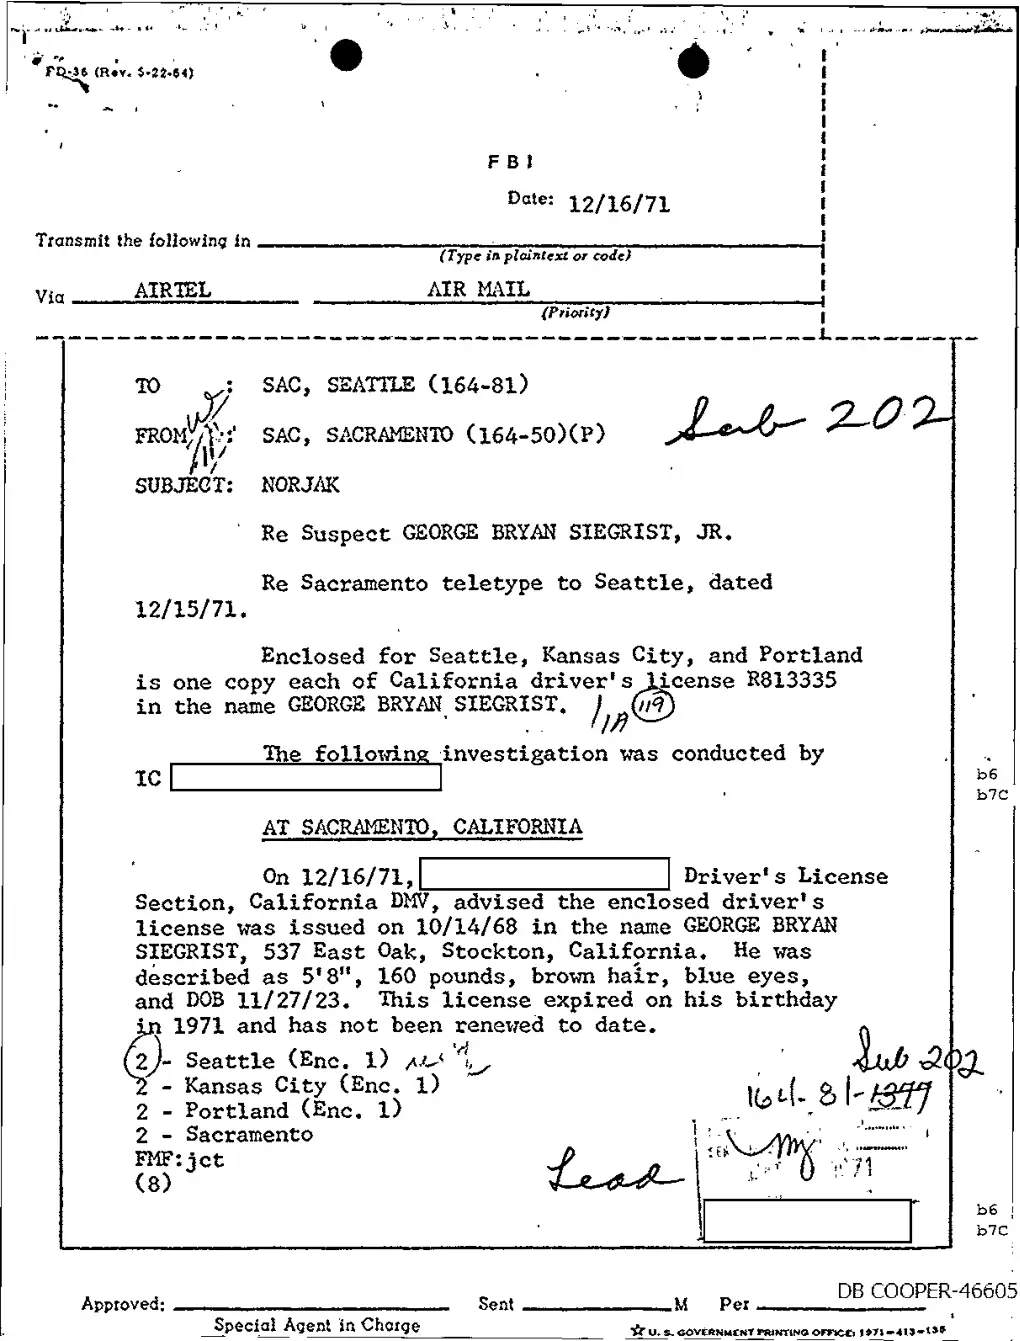 FD-36 (Rev. 5-22-64)
FBI
Date: 12/16/71
Transmit the following in
(Type in plaintext or code)
Via AIRTEL AIR MAIL
(Priority)
TO : SAC, SEATTLE (164-81)
FROM : SAC, SACRAMENTO (164-50)(P)
Sub 202
SUBJECT: NORJAK
Re Suspect GEORGE BRYAN SIEGRIST, JR.
Re Sacramento teletype to Seattle, dated
12/15/71.
Enclosed for Seattle, Kansas City, and Portland
is one copy each of California driver's license R813335
in the name GEORGE BRYAN SIEGRIST. 1A 119
The following investigation was conducted by
IC
b6
b7C
AT SACRAMENTO, CALIFORNIA
On 12/16/71, Driver's License
Section, California DMV, advised the enclosed driver's
license was issued on 10/14/68 in the name GEORGE BRYAN
SIEGRIST, 537 East Oak, Stockton, California. He was
described as 5'8", 160 pounds, brown hair, blue eyes,
and DOB 11/27/23. This license expired on his birthday
in 1971 and has not been renewed to date.
2 - Seattle (Enc. 1)
2 - Kansas City (Enc. 1)
2 - Portland (Enc. 1)
2 - Sacramento
FMF:jct
(8)
Sub 202
164-81-1377
Lead
71
b6
b7C
DB COOPER-46605
Approved: Sent M Per
Special Agent in Charge
☆ U. S. GOVERNMENT PRINTING OFFICE: 1971-413-135